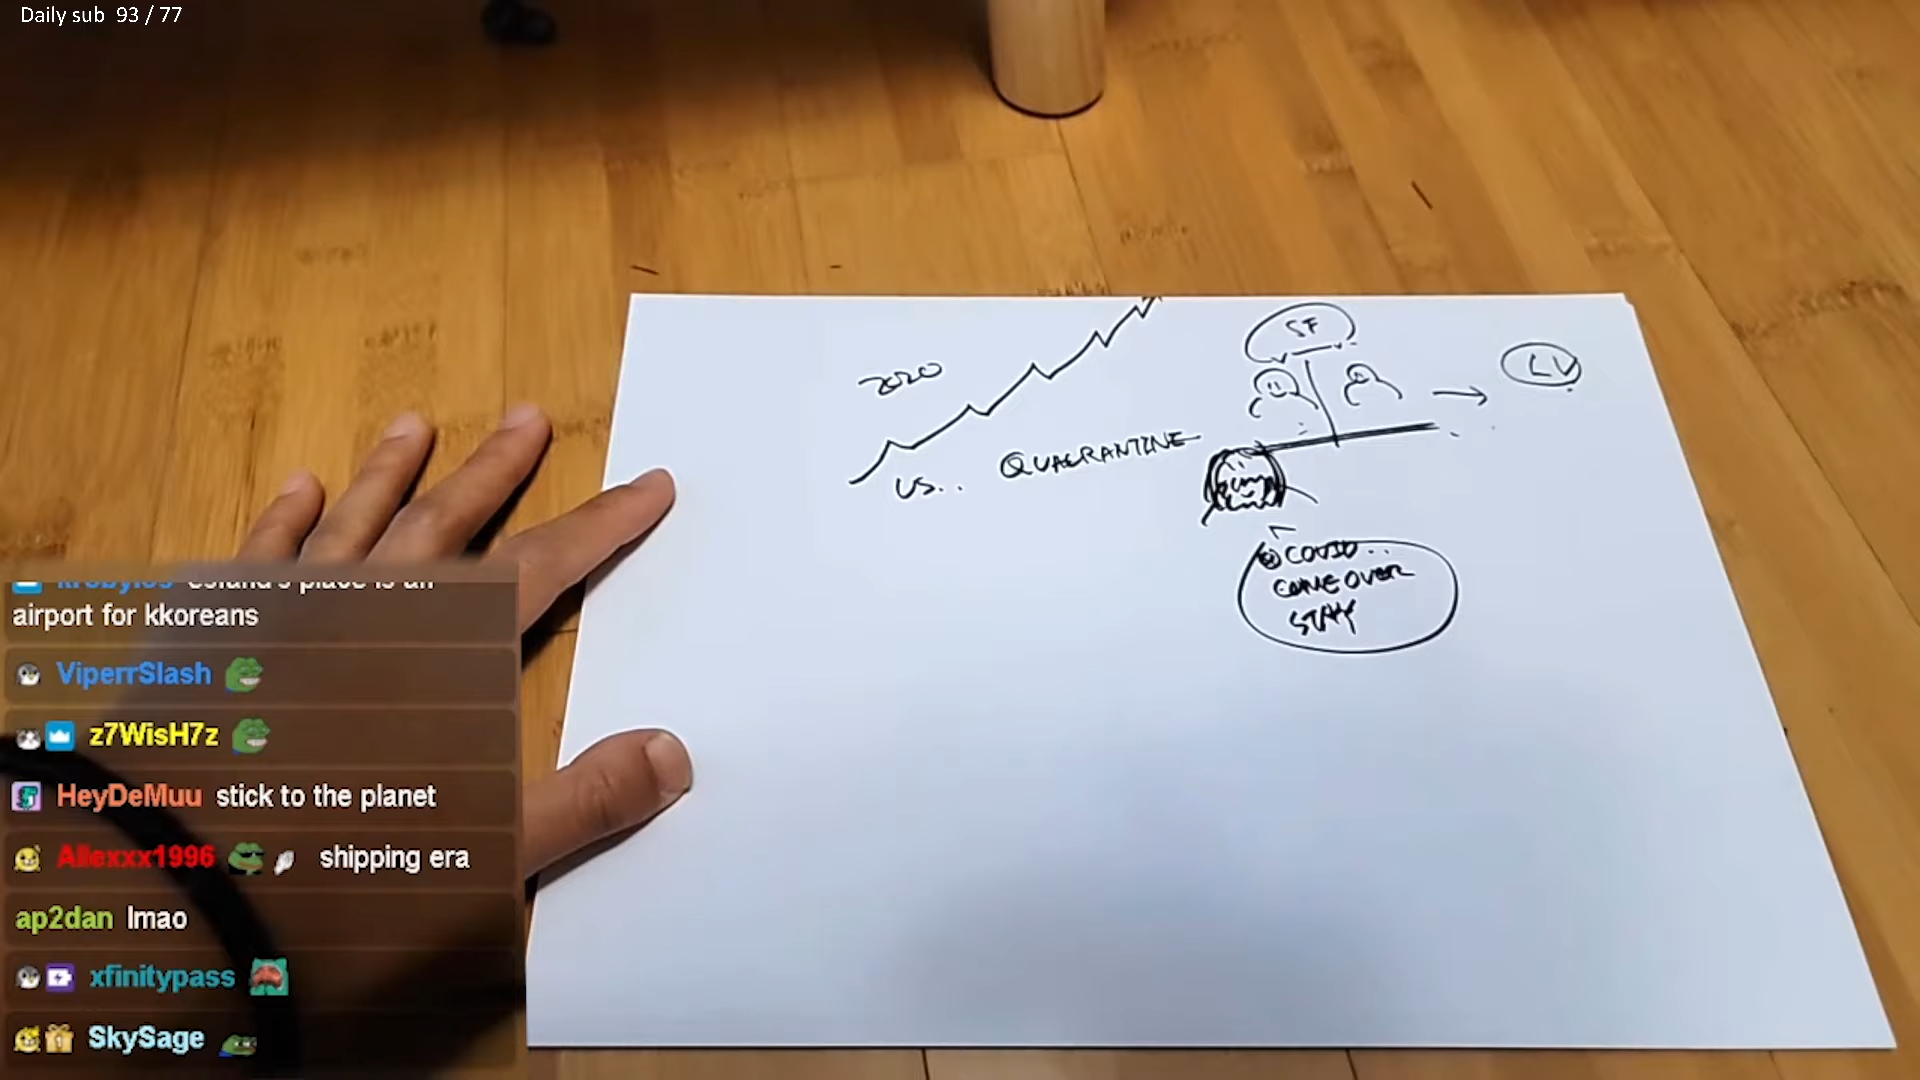 Daily sub 93 / 77
SF
2020
LV
US..
QUARANTINE
COVID..
COME OVER
STAY
airport for kkoreans
ViperrSlash
z7WisH7z
HeyDeMuu stick to the planet
Allexxx1996 shipping era
ap2dan lmao
xfinitypass
SkySage